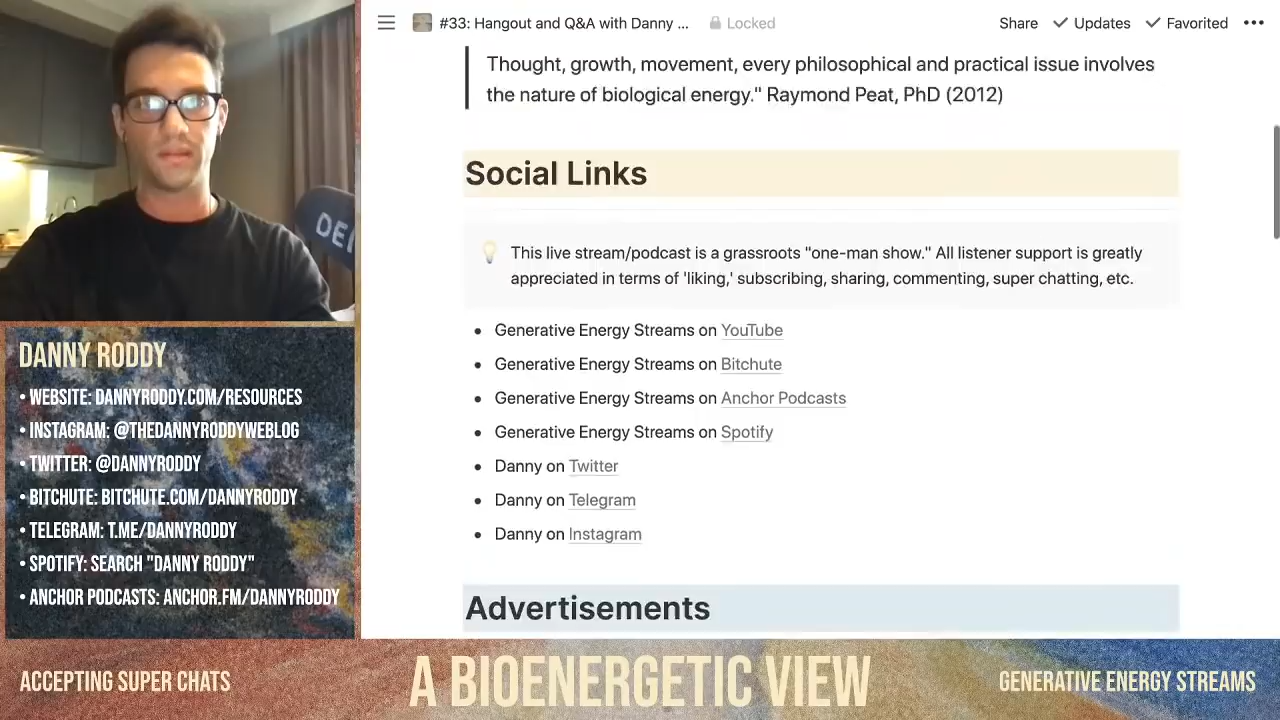 #33: Hangout and Q&A with Danny ...
Locked
Share
Updates
Favorited
Thought, growth, movement, every philosophical and practical issue involves
the nature of biological energy." Raymond Peat, PhD (2012)
Social Links
This live stream/podcast is a grassroots "one-man show." All listener support is greatly
appreciated in terms of 'liking,' subscribing, sharing, commenting, super chatting, etc.
• Generative Energy Streams on YouTube
• Generative Energy Streams on Bitchute
• Generative Energy Streams on Anchor Podcasts
• Generative Energy Streams on Spotify
• Danny on Twitter
• Danny on Telegram
• Danny on Instagram
Advertisements
DANNY RODDY
• WEBSITE: DANNYRODDY.COM/RESOURCES
• INSTAGRAM: @THEDANNYRODDYWEBLOG
• TWITTER: @DANNYRODDY
• BITCHUTE: BITCHUTE.COM/DANNYRODDY
• TELEGRAM: T.ME/DANNYRODDY
• SPOTIFY: SEARCH "DANNY RODDY"
• ANCHOR PODCASTS: ANCHOR.FM/DANNYRODDY
ACCEPTING SUPER CHATS
A BIOENERGETIC VIEW
GENERATIVE ENERGY STREAMS